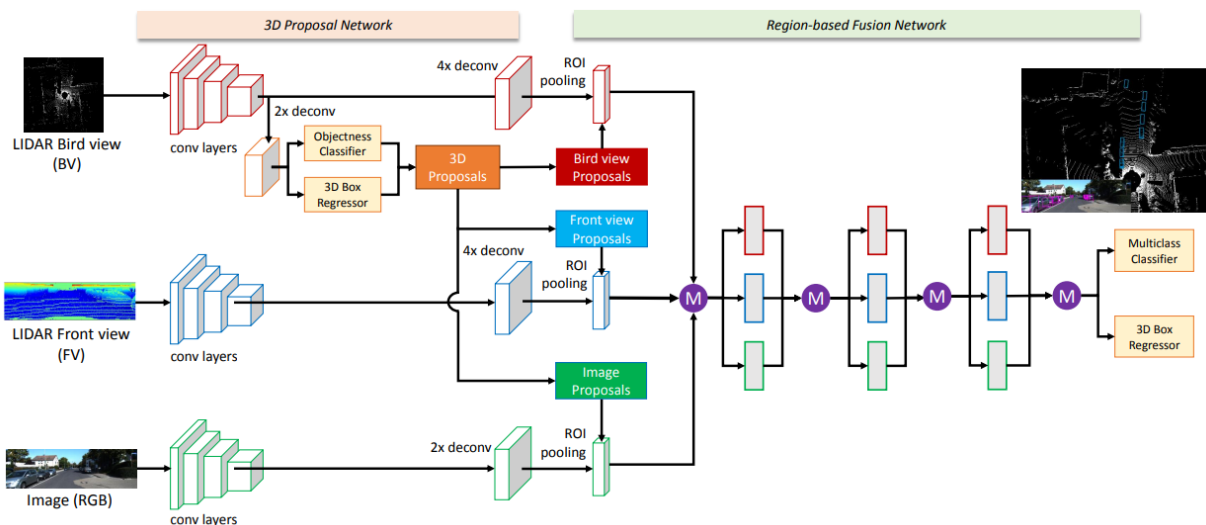 3D Proposal Network
Region-based Fusion Network
LIDAR Bird view
(BV)
conv layers
2x deconv
4x deconv
ROI
pooling
Objectness
Classifier
3D Box
Regressor
3D
Proposals
Bird view
Proposals
Front view
Proposals
LIDAR Front view
(FV)
conv layers
4x deconv
ROI
pooling
Image
Proposals
Image (RGB)
conv layers
2x deconv
ROI
pooling
M
M
M
M
Multiclass
Classifier
3D Box
Regressor